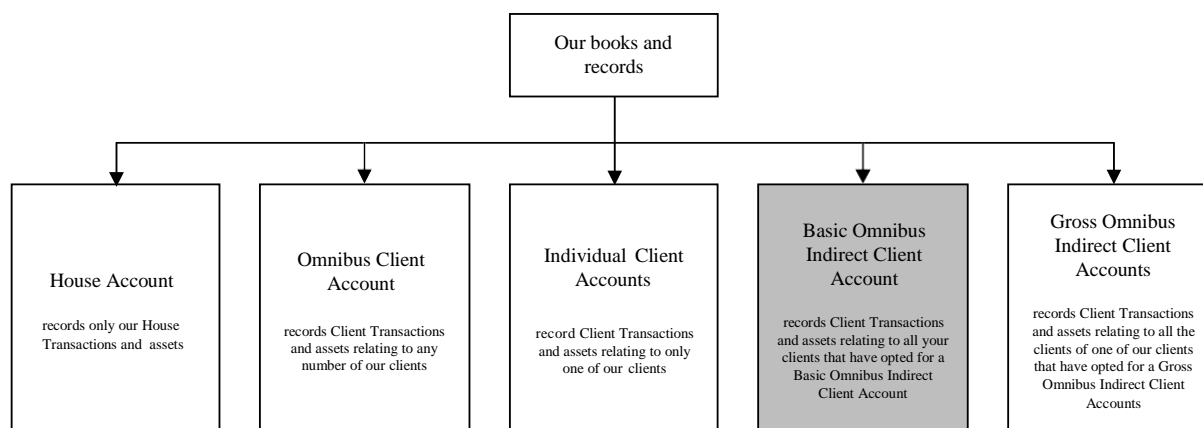 Our books and
records
House Account
records only our House
Transactions and assets
Omnibus Client
Account
records Client Transactions
and assets relating to any
number of our clients
Individual Client
Accounts
record Client Transactions
and assets relating to only
one of our clients
Basic Omnibus
Indirect Client
Account
records Client Transactions
and assets relating to all your
clients that have opted for a
Basic Omnibus Indirect
Client Account
Gross Omnibus
Indirect Client
Accounts
records Client Transactions
and assets relating to all the
clients of one of our clients
that have opted for a Gross
Omnibus Indirect Client
Accounts